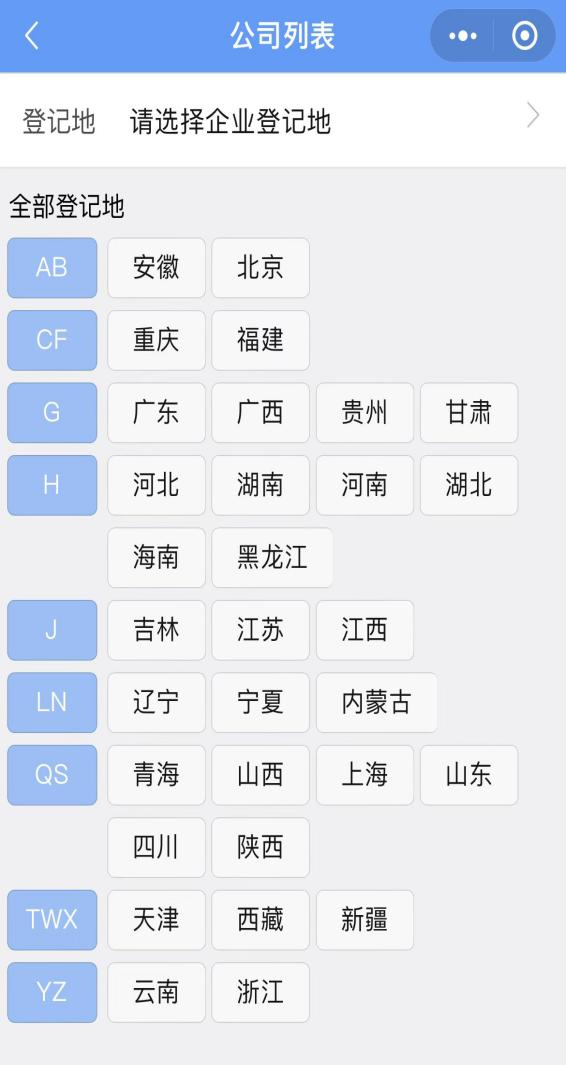 公司列表
登记地 请选择企业登记地
全部登记地
AB 安徽 北京
CF 重庆 福建
G 广东 广西 贵州 甘肃
H 河北 湖南 河南 湖北
海南 黑龙江
J 吉林 江苏 江西
LN 辽宁 宁夏 内蒙古
QS 青海 山西 上海 山东
四川 陕西
TWX 天津 西藏 新疆
YZ 云南 浙江